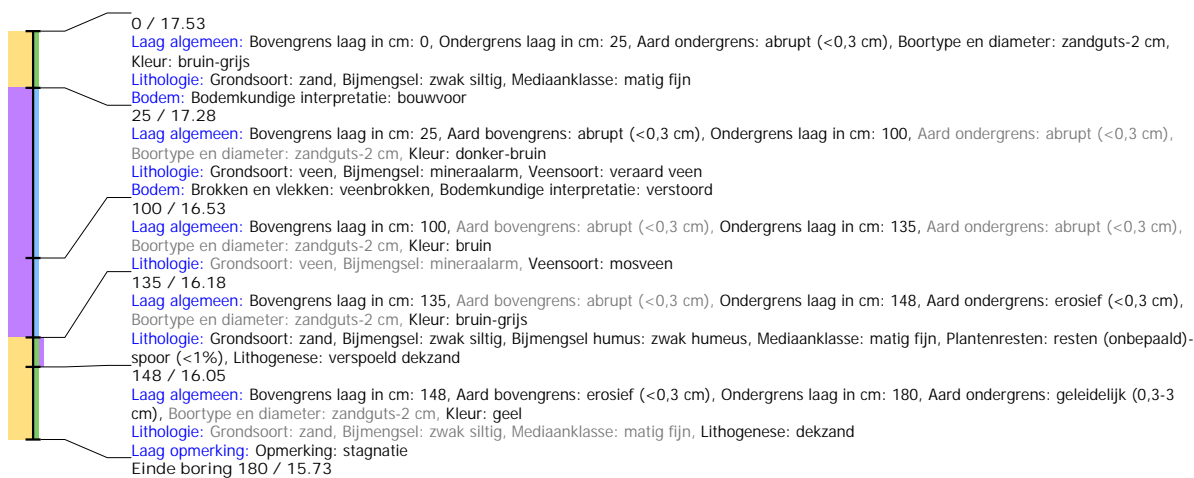 0 / 17.53
Laag algemeen: Bovengrens laag in cm: 0, Ondergrens laag in cm: 25, Aard ondergrens: abrupt (<0,3 cm), Boortype en diameter: zandguts-2 cm,
Kleur: bruin-grijs
Lithologie: Grondsoort: zand, Bijmengsel: zwak siltig, Mediaanklasse: matig fijn
Bodem: Bodemkundige interpretatie: bouwvoor
25 / 17.28
Laag algemeen: Bovengrens laag in cm: 25, Aard bovengrens: abrupt (<0,3 cm), Ondergrens laag in cm: 100, Aard ondergrens: abrupt (<0,3 cm),
Boortype en diameter: zandguts-2 cm, Kleur: donker-bruin
Lithologie: Grondsoort: veen, Bijmengsel: mineraalarm, Veensoort: veraard veen
Bodem: Brokken en vlekken: veenbrokken, Bodemkundige interpretatie: verstoord
100 / 16.53
Laag algemeen: Bovengrens laag in cm: 100, Aard bovengrens: abrupt (<0,3 cm), Ondergrens laag in cm: 135, Aard ondergrens: abrupt (<0,3 cm),
Boortype en diameter: zandguts-2 cm, Kleur: bruin
Lithologie: Grondsoort: veen, Bijmengsel: mineraalarm, Veensoort: mosveen
135 / 16.18
Laag algemeen: Bovengrens laag in cm: 135, Aard bovengrens: abrupt (<0,3 cm), Ondergrens laag in cm: 148, Aard ondergrens: erosief (<0,3 cm),
Boortype en diameter: zandguts-2 cm, Kleur: bruin-grijs
Lithologie: Grondsoort: zand, Bijmengsel: zwak siltig, Bijmengsel humus: zwak humeus, Mediaanklasse: matig fijn, Plantenresten: resten (onbepaald)-
spoor (<1%), Lithogenese: verspoeld dekzand
148 / 16.05
Laag algemeen: Bovengrens laag in cm: 148, Aard bovengrens: erosief (<0,3 cm), Ondergrens laag in cm: 180, Aard ondergrens: geleidelijk (0,3-3
cm), Boortype en diameter: zandguts-2 cm, Kleur: geel
Lithologie: Grondsoort: zand, Bijmengsel: zwak siltig, Mediaanklasse: matig fijn, Lithogenese: dekzand
Laag opmerking: Opmerking: stagnatie
Einde boring 180 / 15.73